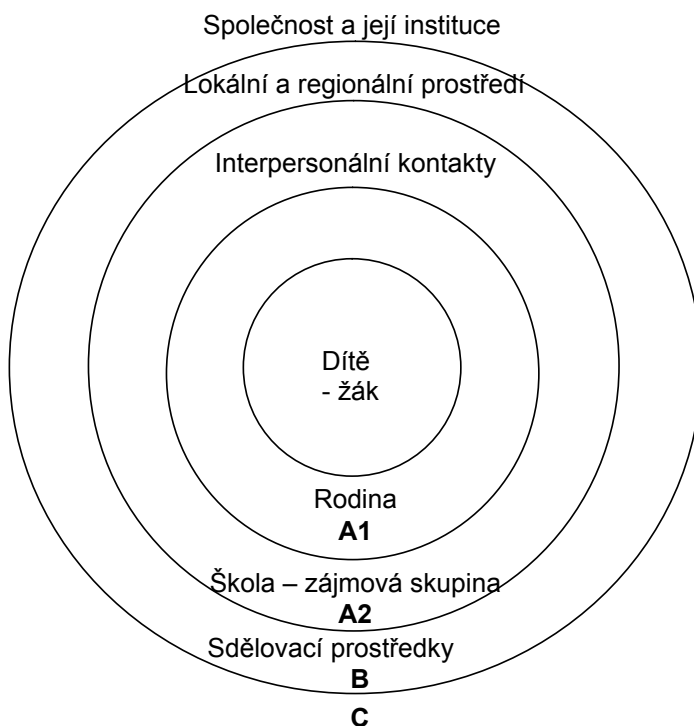 Společnost a její instituce
Lokální a regionální prostředí
Interpersonální kontakty
Dítě
- žák
Rodina
A1
Škola – zájmová skupina
A2
Sdělovací prostředky
B
C